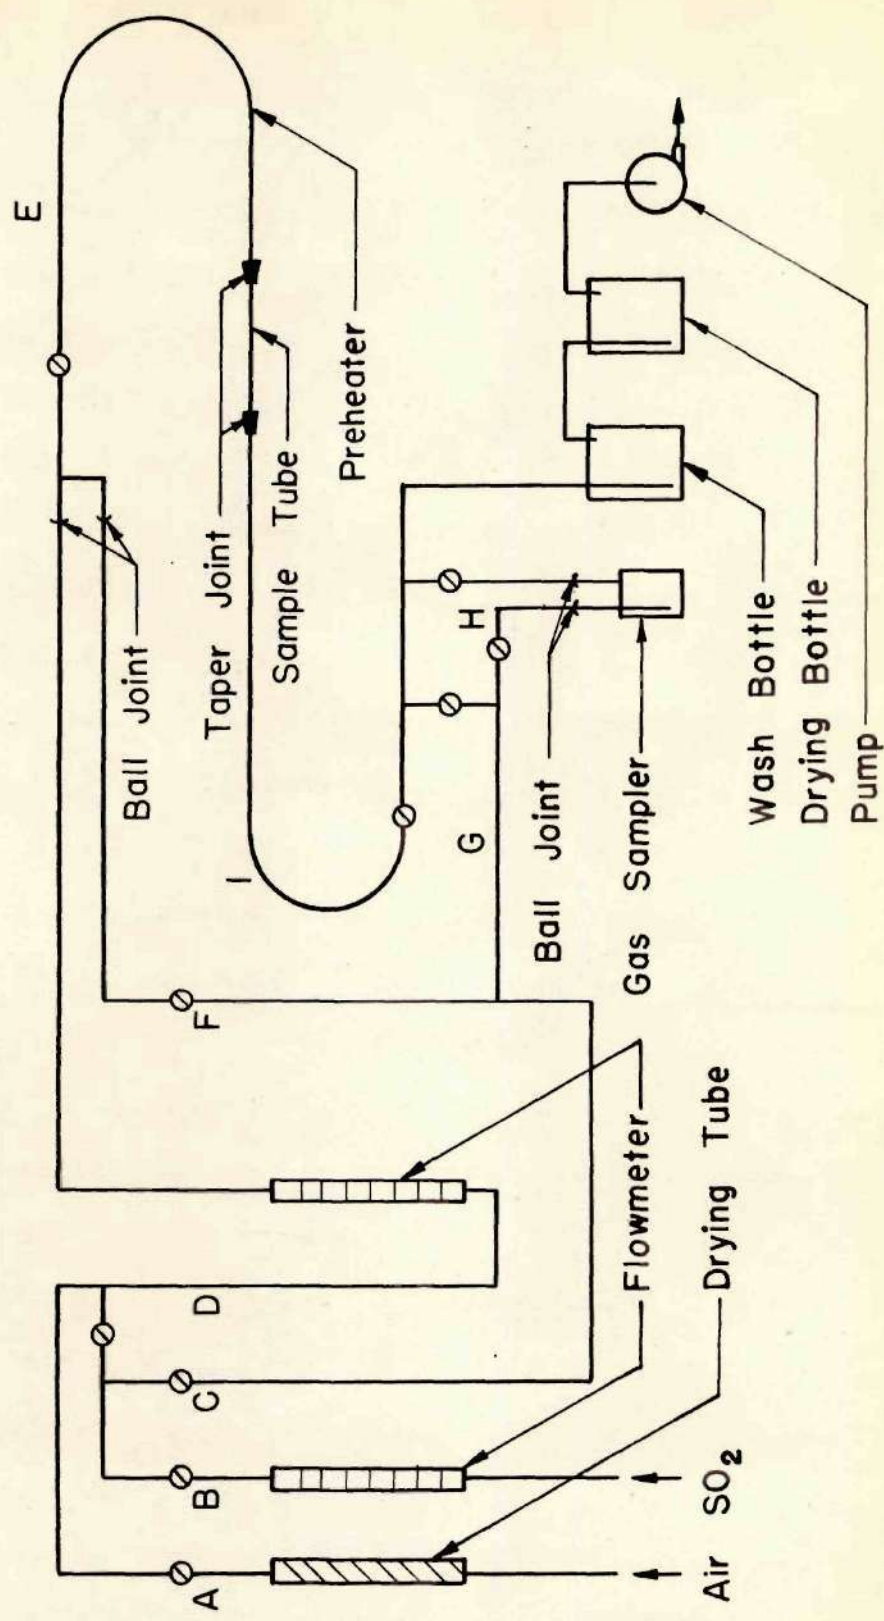 E
Ball Joint
Taper Joint
Sample Tube
Preheater
I
F
G
H
Ball Joint
Gas Sampler
Wash Bottle
Drying Bottle
Pump
D
C
B
A
Flowmeter
Drying Tube
Air
SO₂